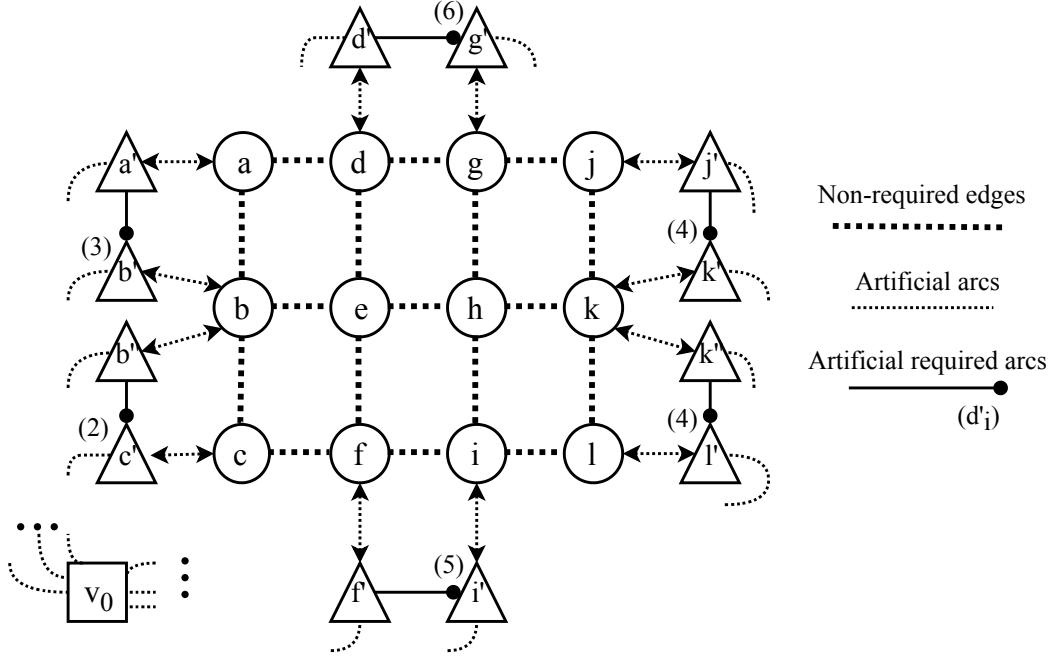 (6)
d' g'
a' a d g j j'
Non-required edges
(3) (4)
b' k'
b e h k
Artificial arcs
b'' k''
Artificial required arcs
(d'i)
(2) (4)
c' c f i l l'
(5)
v0 f' i'